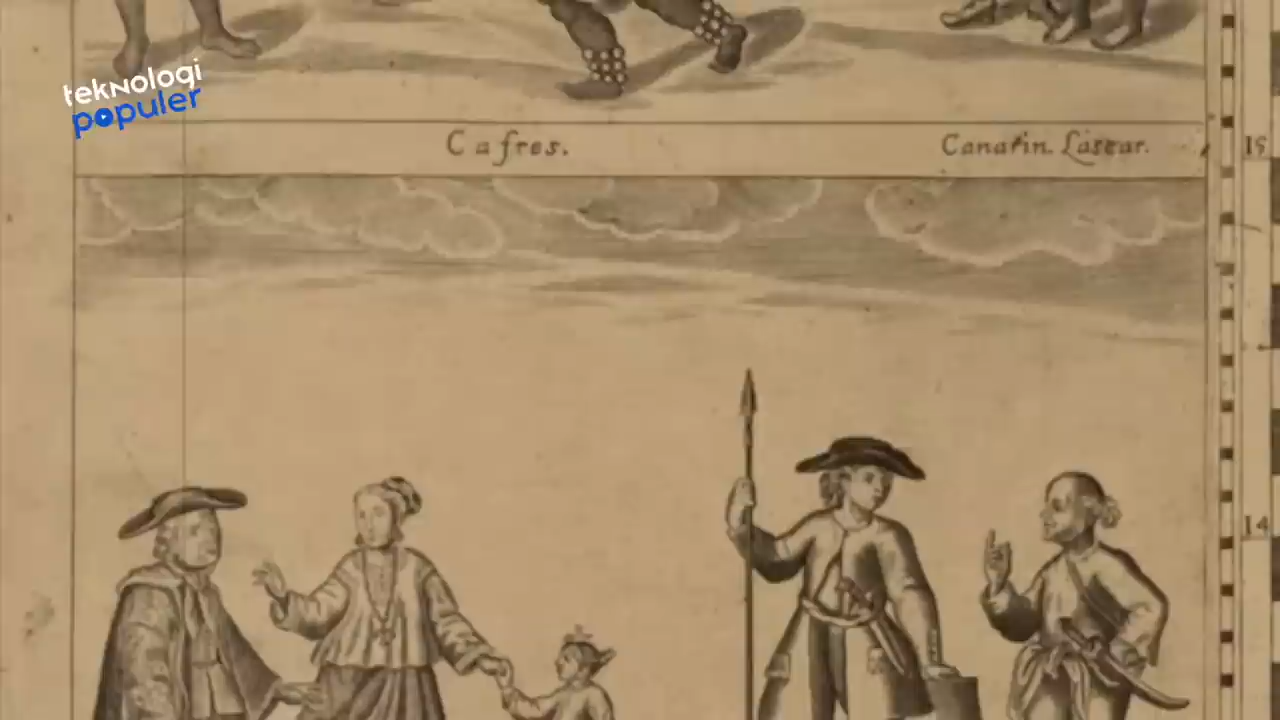 teknologi
populer
Cafres.
Canarin. Lascar.
15
14